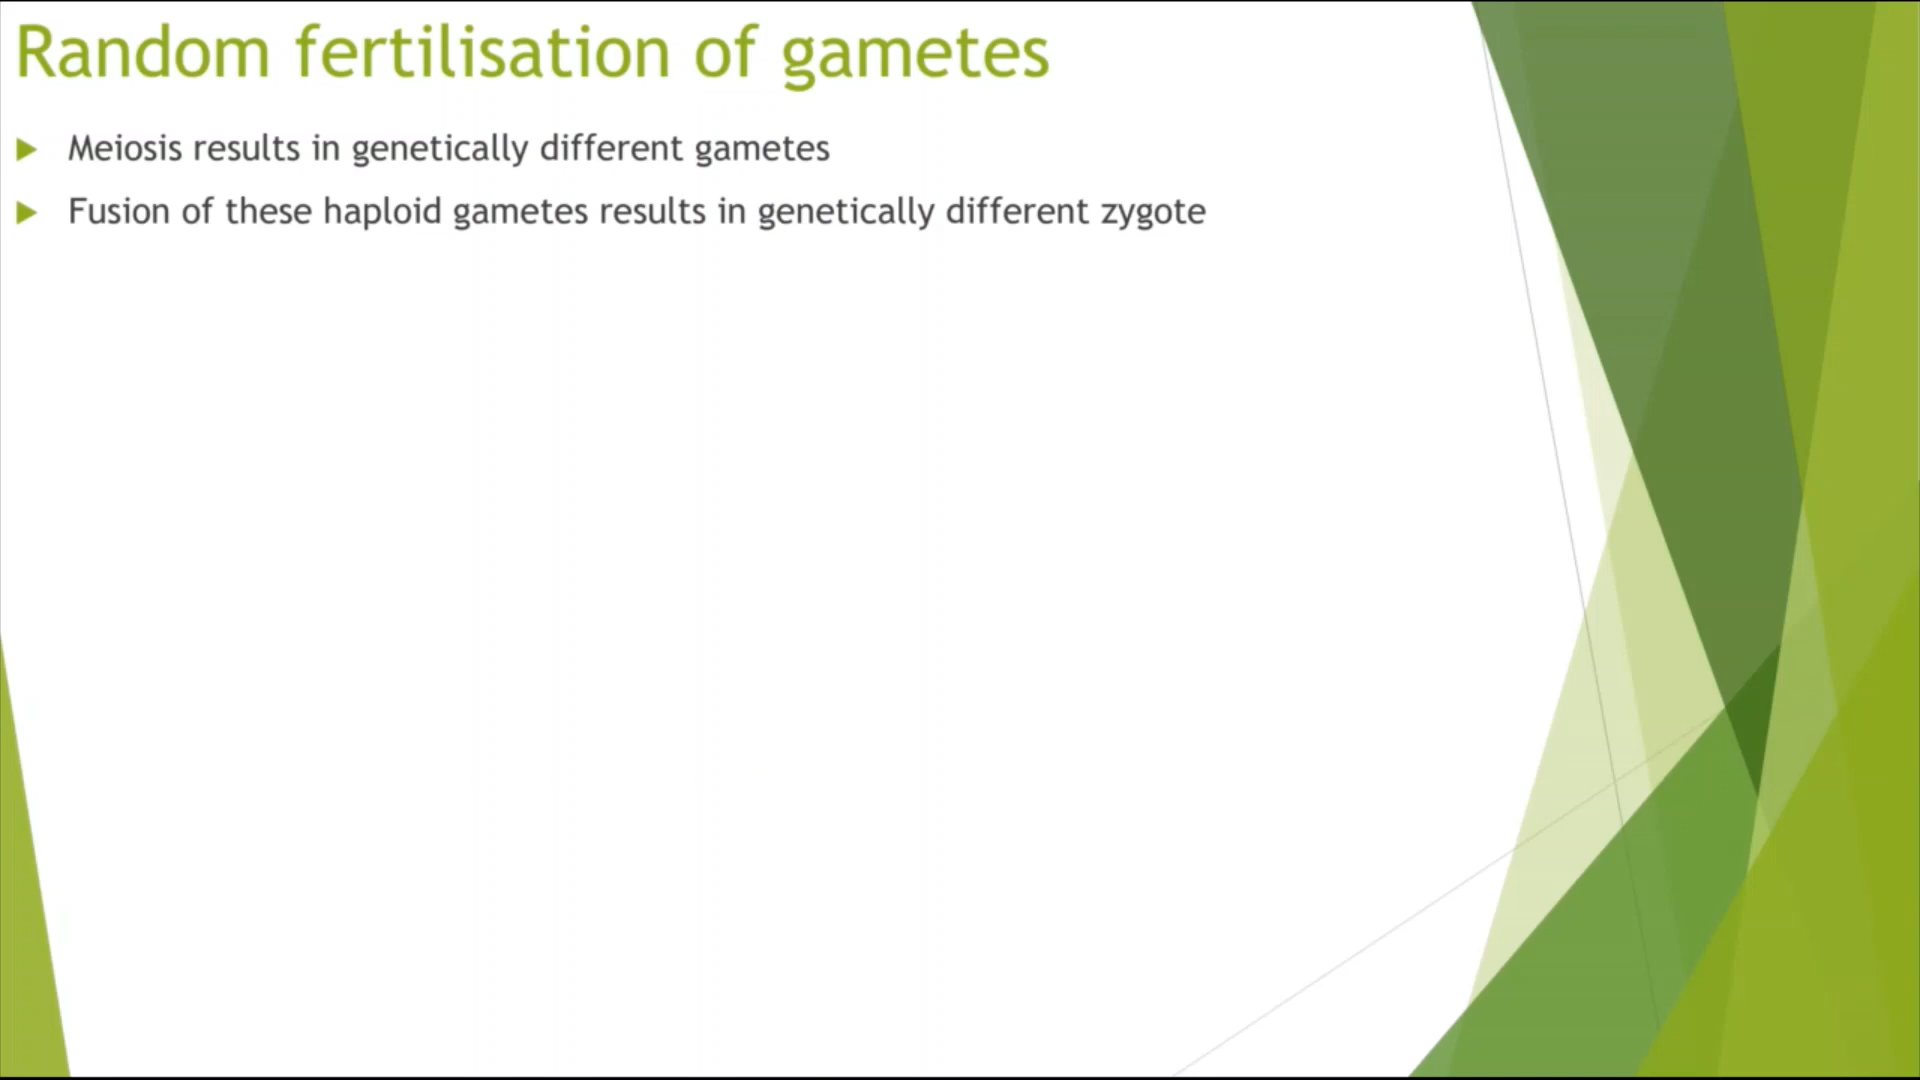 Random fertilisation of gametes
Meiosis results in genetically different gametes
Fusion of these haploid gametes results in genetically different zygote